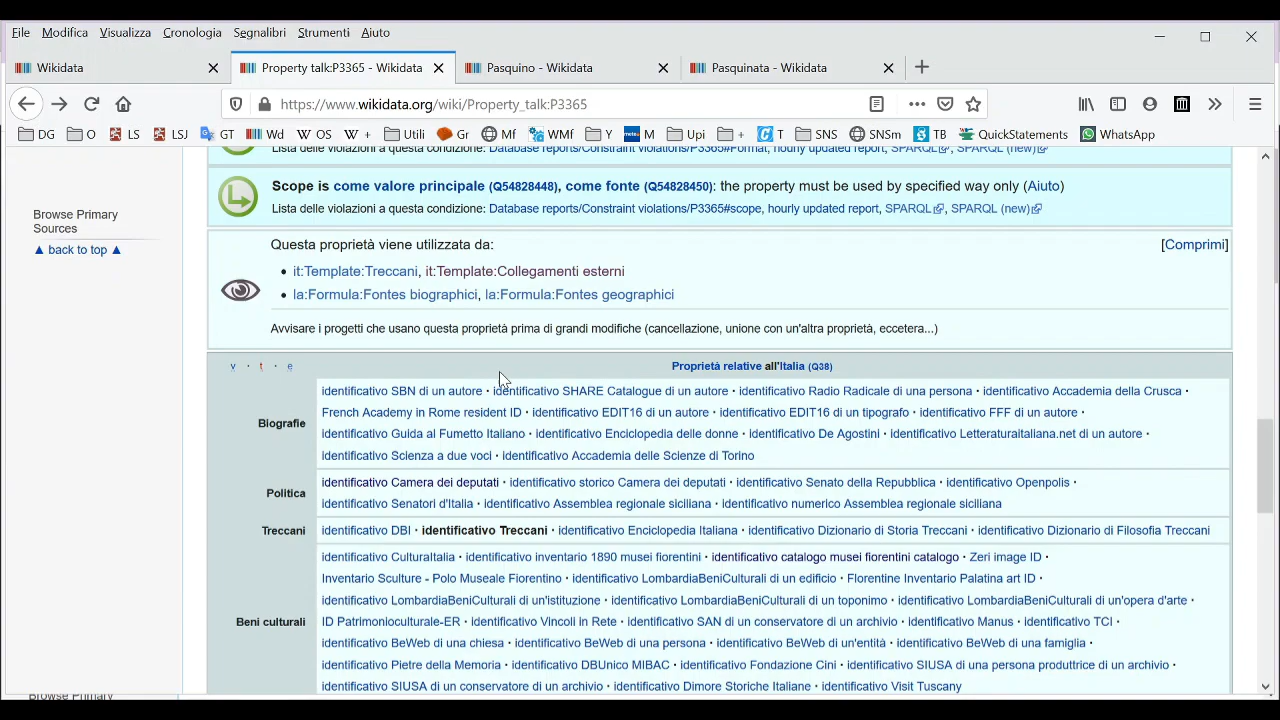 File Modifica Visualizza Cronologia Segnalibri Strumenti Aiuto
Wikidata Property talk:P3365 - Wikidata Pasquino - Wikidata Pasquinata - Wikidata
https://www.wikidata.org/wiki/Property_talk:P3365
DG O LS LSJ GT Wd OS + Utili Gr Mf WMf Y M Upi + T SNS SNSm TB QuickStatements WhatsApp
Lista delle violazioni a questa condizione: Database reports/Constraint violations/P3365#Format, hourly updated report, SPARQL, SPARQL (new)
Scope is come valore principale (Q54828448), come fonte (Q54828450): the property must be used by specified way only (Aiuto)
Lista delle violazioni a questa condizione: Database reports/Constraint violations/P3365#scope, hourly updated report, SPARQL, SPARQL (new)
Browse Primary
Sources
▲ back to top ▲
Questa proprietà viene utilizzata da: [Comprimi]
• it:Template:Treccani, it:Template:Collegamenti esterni
• la:Formula:Fontes biographici, la:Formula:Fontes geographici
Avvisare i progetti che usano questa proprietà prima di grandi modifiche (cancellazione, unione con un'altra proprietà, eccetera...)
v · t · e Proprietà relative all'Italia (Q38)
Biografie
identificativo SBN di un autore · identificativo SHARE Catalogue di un autore · identificativo Radio Radicale di una persona · identificativo Accademia della Crusca ·
French Academy in Rome resident ID · identificativo EDIT16 di un autore · identificativo EDIT16 di un tipografo · identificativo FFF di un autore ·
identificativo Guida al Fumetto Italiano · identificativo Enciclopedia delle donne · identificativo De Agostini · identificativo Letteraturaitaliana.net di un autore ·
identificativo Scienza a due voci · identificativo Accademia delle Scienze di Torino
Politica
identificativo Camera dei deputati · identificativo storico Camera dei deputati · identificativo Senato della Repubblica · identificativo Openpolis ·
identificativo Senatori d'Italia · identificativo Assemblea regionale siciliana · identificativo numerico Assemblea regionale siciliana
Treccani
identificativo DBI · identificativo Treccani · identificativo Enciclopedia Italiana · identificativo Dizionario di Storia Treccani · identificativo Dizionario di Filosofia Treccani
Beni culturali
identificativo CulturaItalia · identificativo inventario 1890 musei fiorentini · identificativo catalogo musei fiorentini catalogo · Zeri image ID ·
Inventario Sculture - Polo Museale Fiorentino · identificativo LombardiaBeniCulturali di un edificio · Florentine Inventario Palatina art ID ·
identificativo LombardiaBeniCulturali di un'istituzione · identificativo LombardiaBeniCulturali di un toponimo · identificativo LombardiaBeniCulturali di un'opera d'arte ·
ID Patrimonioculturale-ER · identificativo Vincoli in Rete · identificativo SAN di un conservatore di un archivio · identificativo Manus · identificativo TCI ·
identificativo BeWeb di una chiesa · identificativo BeWeb di una persona · identificativo BeWeb di un'entità · identificativo BeWeb di una famiglia ·
identificativo Pietre della Memoria · identificativo DBUnico MIBAC · identificativo Fondazione Cini · identificativo SIUSA di una persona produttrice di un archivio ·
identificativo SIUSA di un conservatore di un archivio · identificativo Dimore Storiche Italiane · identificativo Visit Tuscany
Browse Primary